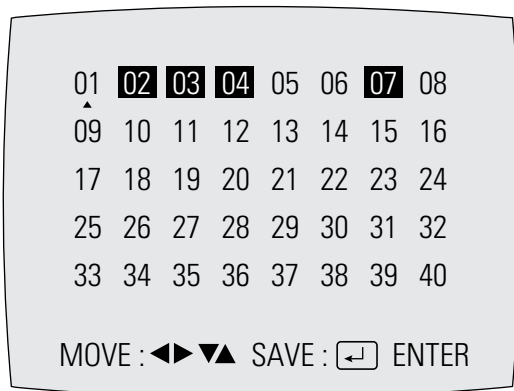 01 02 03 04 05 06 07 08
09 10 11 12 13 14 15 16
17 18 19 20 21 22 23 24
25 26 27 28 29 30 31 32
33 34 35 36 37 38 39 40
MOVE : ◀▶▼▲ SAVE : ↵ ENTER